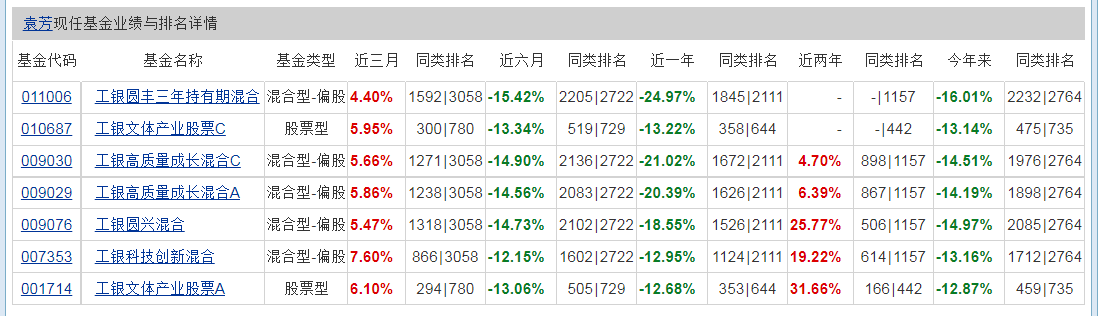 袁芳现任基金业绩与排名详情
基金代码 基金名称 基金类型 近三月 同类排名 近六月 同类排名 近一年 同类排名 近两年 同类排名 今年来 同类排名
011006 工银圆丰三年持有期混合 混合型-偏股 4.40% 1592|3058 -15.42% 2205|2722 -24.97% 1845|2111 - -|1157 -16.01% 2232|2764
010687 工银文体产业股票C 股票型 5.95% 300|780 -13.34% 519|729 -13.22% 358|644 - -|442 -13.14% 475|735
009030 工银高质量成长混合C 混合型-偏股 5.66% 1271|3058 -14.90% 2136|2722 -21.02% 1672|2111 4.70% 898|1157 -14.51% 1976|2764
009029 工银高质量成长混合A 混合型-偏股 5.86% 1238|3058 -14.56% 2083|2722 -20.39% 1626|2111 6.39% 867|1157 -14.19% 1898|2764
009076 工银圆兴混合 混合型-偏股 5.47% 1318|3058 -14.73% 2102|2722 -18.55% 1526|2111 25.77% 506|1157 -14.97% 2085|2764
007353 工银科技创新混合 混合型-偏股 7.60% 866|3058 -12.15% 1602|2722 -12.95% 1124|2111 19.22% 614|1157 -13.16% 1712|2764
001714 工银文体产业股票A 股票型 6.10% 294|780 -13.06% 505|729 -12.68% 353|644 31.66% 166|442 -12.87% 459|735